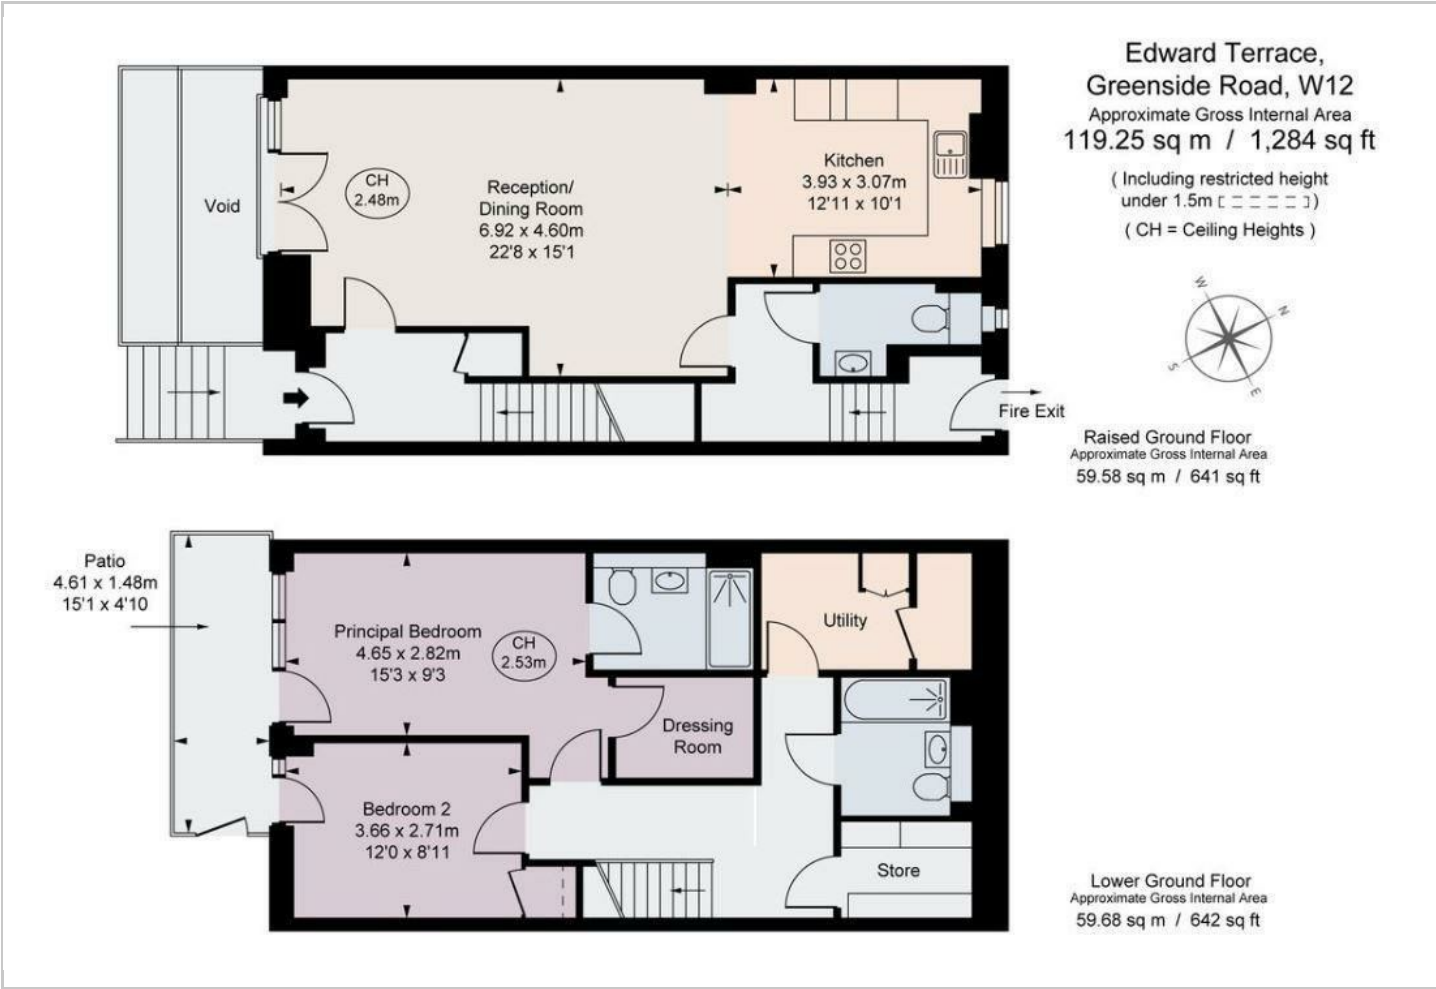 Edward Terrace,
Greenside Road, W12
Approximate Gross Internal Area
119.25 sq m / 1,284 sq ft
( Including restricted height
under 1.5m )
( CH = Ceiling Heights )
W
N
S
E
Void
CH
2.48m
Reception/
Dining Room
6.92 x 4.60m
22'8 x 15'1
Kitchen
3.93 x 3.07m
12'11 x 10'1
Fire Exit
Raised Ground Floor
Approximate Gross Internal Area
59.58 sq m / 641 sq ft
Patio
4.61 x 1.48m
15'1 x 4'10
Principal Bedroom
4.65 x 2.82m
15'3 x 9'3
CH
2.53m
Utility
Dressing
Room
Bedroom 2
3.66 x 2.71m
12'0 x 8'11
Store
Lower Ground Floor
Approximate Gross Internal Area
59.68 sq m / 642 sq ft